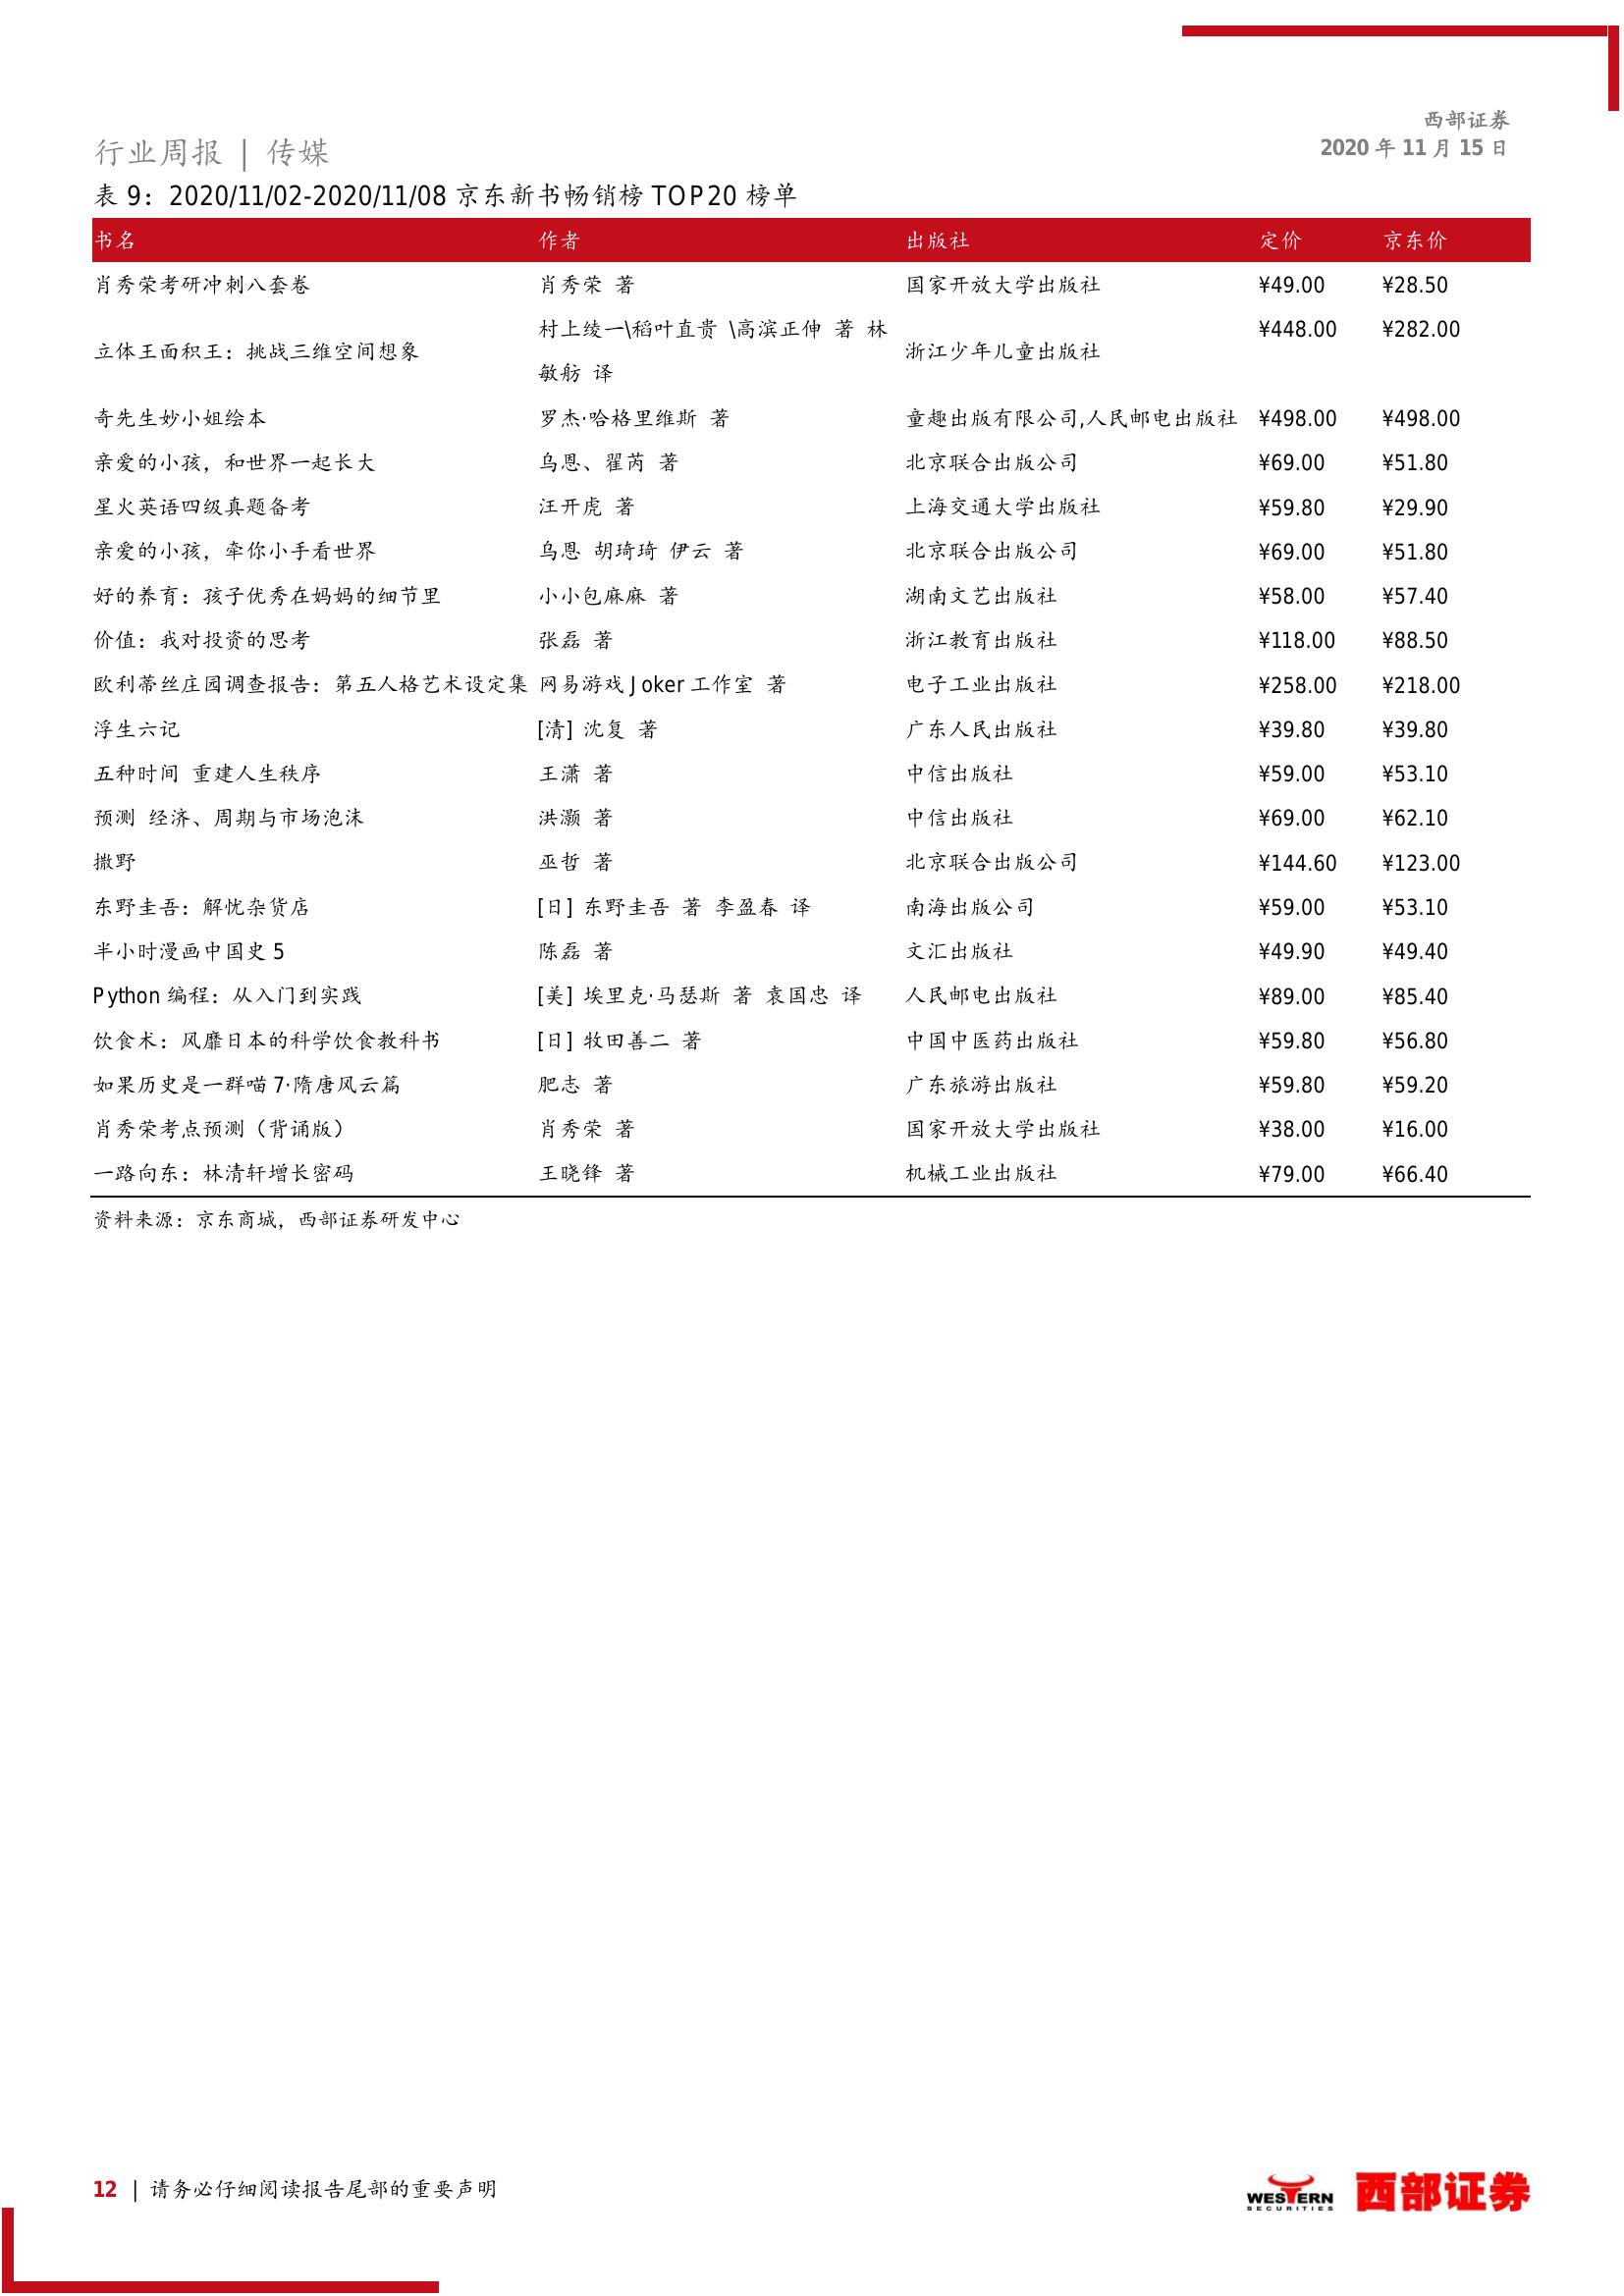 西部证券
2020 年 11 月 15 日
行业周报 | 传媒
表 9：2020/11/02-2020/11/08 京东新书畅销榜 TOP20 榜单
书名 作者 出版社 定价 京东价
肖秀荣考研冲刺八套卷 肖秀荣 著 国家开放大学出版社 ¥49.00 ¥28.50
立体王面积王：挑战三维空间想象 村上绫一\稻叶直贵 \高滨正伸 著 林 浙江少年儿童出版社 ¥448.00 ¥282.00
敏舫 译
奇先生妙小姐绘本 罗杰·哈格里维斯 著 童趣出版有限公司,人民邮电出版社 ¥498.00 ¥498.00
亲爱的小孩，和世界一起长大 乌恩、翟芮 著 北京联合出版公司 ¥69.00 ¥51.80
星火英语四级真题备考 汪开虎 著 上海交通大学出版社 ¥59.80 ¥29.90
亲爱的小孩，牵你小手看世界 乌恩 胡琦琦 伊云 著 北京联合出版公司 ¥69.00 ¥51.80
好的养育：孩子优秀在妈妈的细节里 小小包麻麻 著 湖南文艺出版社 ¥58.00 ¥57.40
价值：我对投资的思考 张磊 著 浙江教育出版社 ¥118.00 ¥88.50
欧利蒂丝庄园调查报告：第五人格艺术设定集 网易游戏 Joker 工作室 著 电子工业出版社 ¥258.00 ¥218.00
浮生六记 [清] 沈复 著 广东人民出版社 ¥39.80 ¥39.80
五种时间 重建人生秩序 王潇 著 中信出版社 ¥59.00 ¥53.10
预测 经济、周期与市场泡沫 洪灏 著 中信出版社 ¥69.00 ¥62.10
撒野 巫哲 著 北京联合出版公司 ¥144.60 ¥123.00
东野圭吾：解忧杂货店 [日] 东野圭吾 著 李盈春 译 南海出版公司 ¥59.00 ¥53.10
半小时漫画中国史 5 陈磊 著 文汇出版社 ¥49.90 ¥49.40
Python 编程：从入门到实践 [美] 埃里克·马瑟斯 著 袁国忠 译 人民邮电出版社 ¥89.00 ¥85.40
饮食术：风靡日本的科学饮食教科书 [日] 牧田善二 著 中国中医药出版社 ¥59.80 ¥56.80
如果历史是一群喵 7·隋唐风云篇 肥志 著 广东旅游出版社 ¥59.80 ¥59.20
肖秀荣考点预测（背诵版） 肖秀荣 著 国家开放大学出版社 ¥38.00 ¥16.00
一路向东：林清轩增长密码 王晓锋 著 机械工业出版社 ¥79.00 ¥66.40
资料来源：京东商城，西部证券研发中心
12 | 请务必仔细阅读报告尾部的重要声明
WESTERN
SECURITIES
西部证券